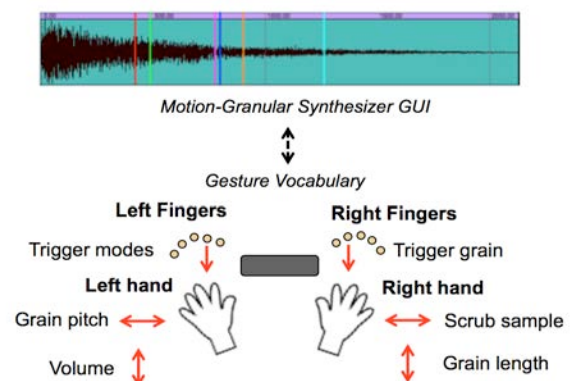 Motion-Granular Synthesizer GUI
Gesture Vocabulary
Left Fingers
Right Fingers
Trigger modes
Trigger grain
Left hand
Right hand
Grain pitch
Scrub sample
Volume
Grain length